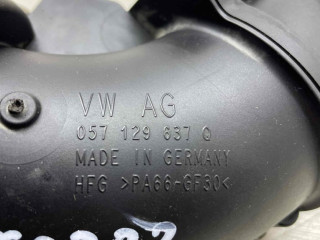 VW AG
057 129 637 Q
MADE IN GERMANY
HFG >PA66-GF30<